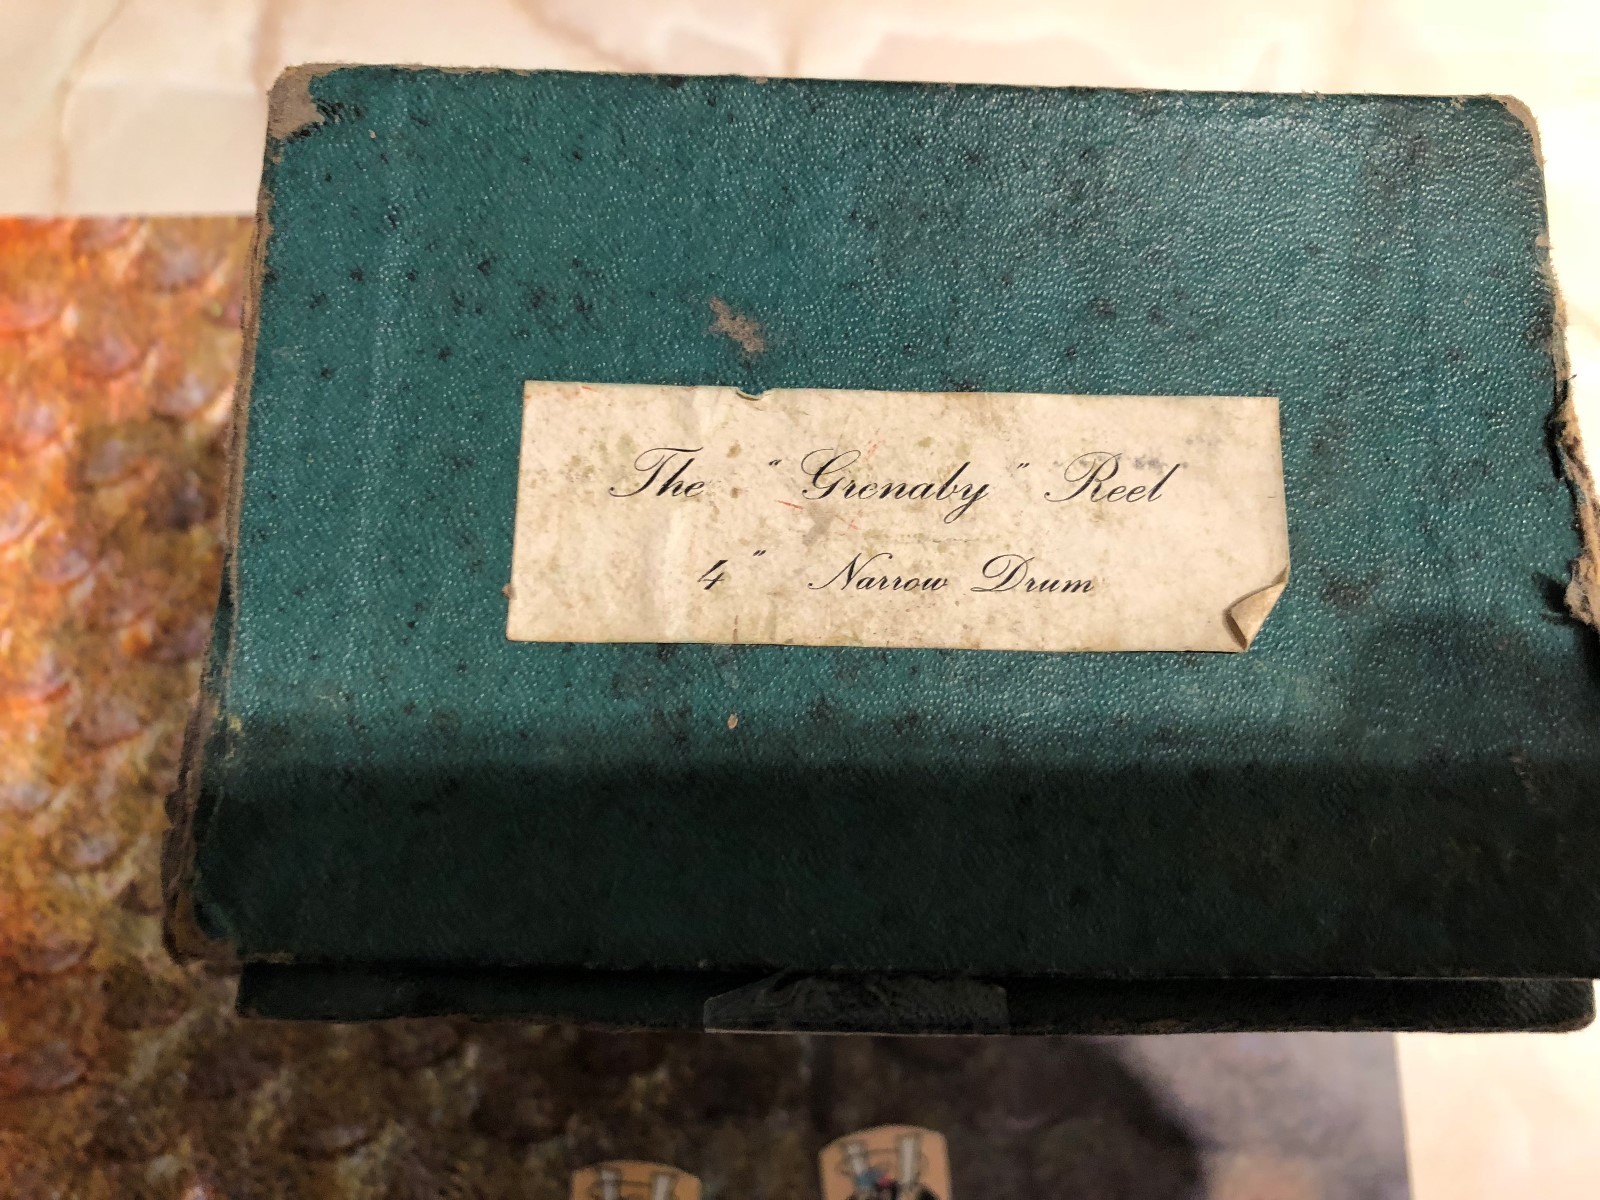 The "Grenaby" Reel
4" Narrow Drum